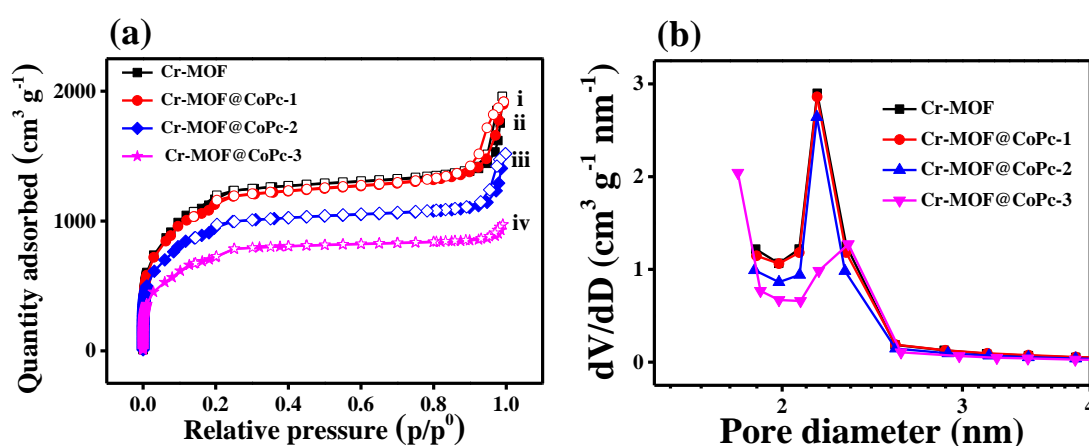 (a)
Quantity adsorbed (cm³ g⁻¹)
2000
1000
0
Cr-MOF
Cr-MOF@CoPc-1
Cr-MOF@CoPc-2
Cr-MOF@CoPc-3
i
ii
iii
iv
0.0 0.2 0.4 0.6 0.8 1.0
Relative pressure (p/p⁰)
(b)
dV/dD (cm³ g⁻¹ nm⁻¹)
3
2
1
0
Cr-MOF
Cr-MOF@CoPc-1
Cr-MOF@CoPc-2
Cr-MOF@CoPc-3
2 3 4
Pore diameter (nm)